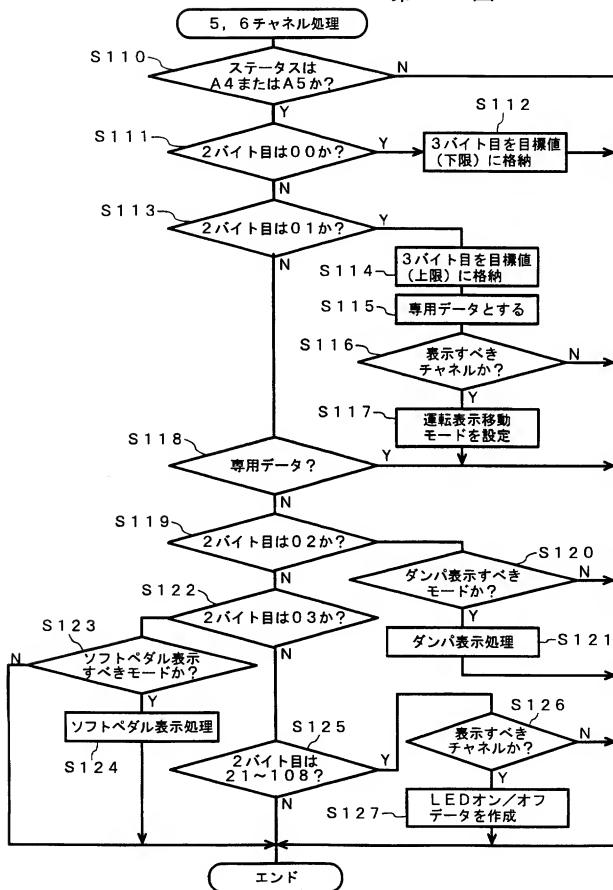 第 図
5,6チャネル処理
S110
ステータスは
A4またはA5か?
N
Y
S111
2バイト目は00か?
Y
N
S112
3バイト目を目標値
(下限)に格納
S113
2バイト目は01か?
Y
N
S114
3バイト目を目標値
(上限)に格納
S115
専用データとする
S116
表示すべき
チャネルか?
N
Y
S117
運転表示移動
モードを設定
S118
専用データ?
Y
N
S119
2バイト目は02か?
N
S120
ダンパ表示すべき
モードか?
N
Y
ダンパ表示処理
S121
S122
2バイト目は03か?
N
S123
ソフトペダル表示
すべきモードか?
N
Y
ソフトペダル表示処理
S124
S125
2バイト目は
21~108?
Y
N
S126
表示すべき
チャネルか?
N
Y
S127
LEDオン/オフ
データを作成
エンド